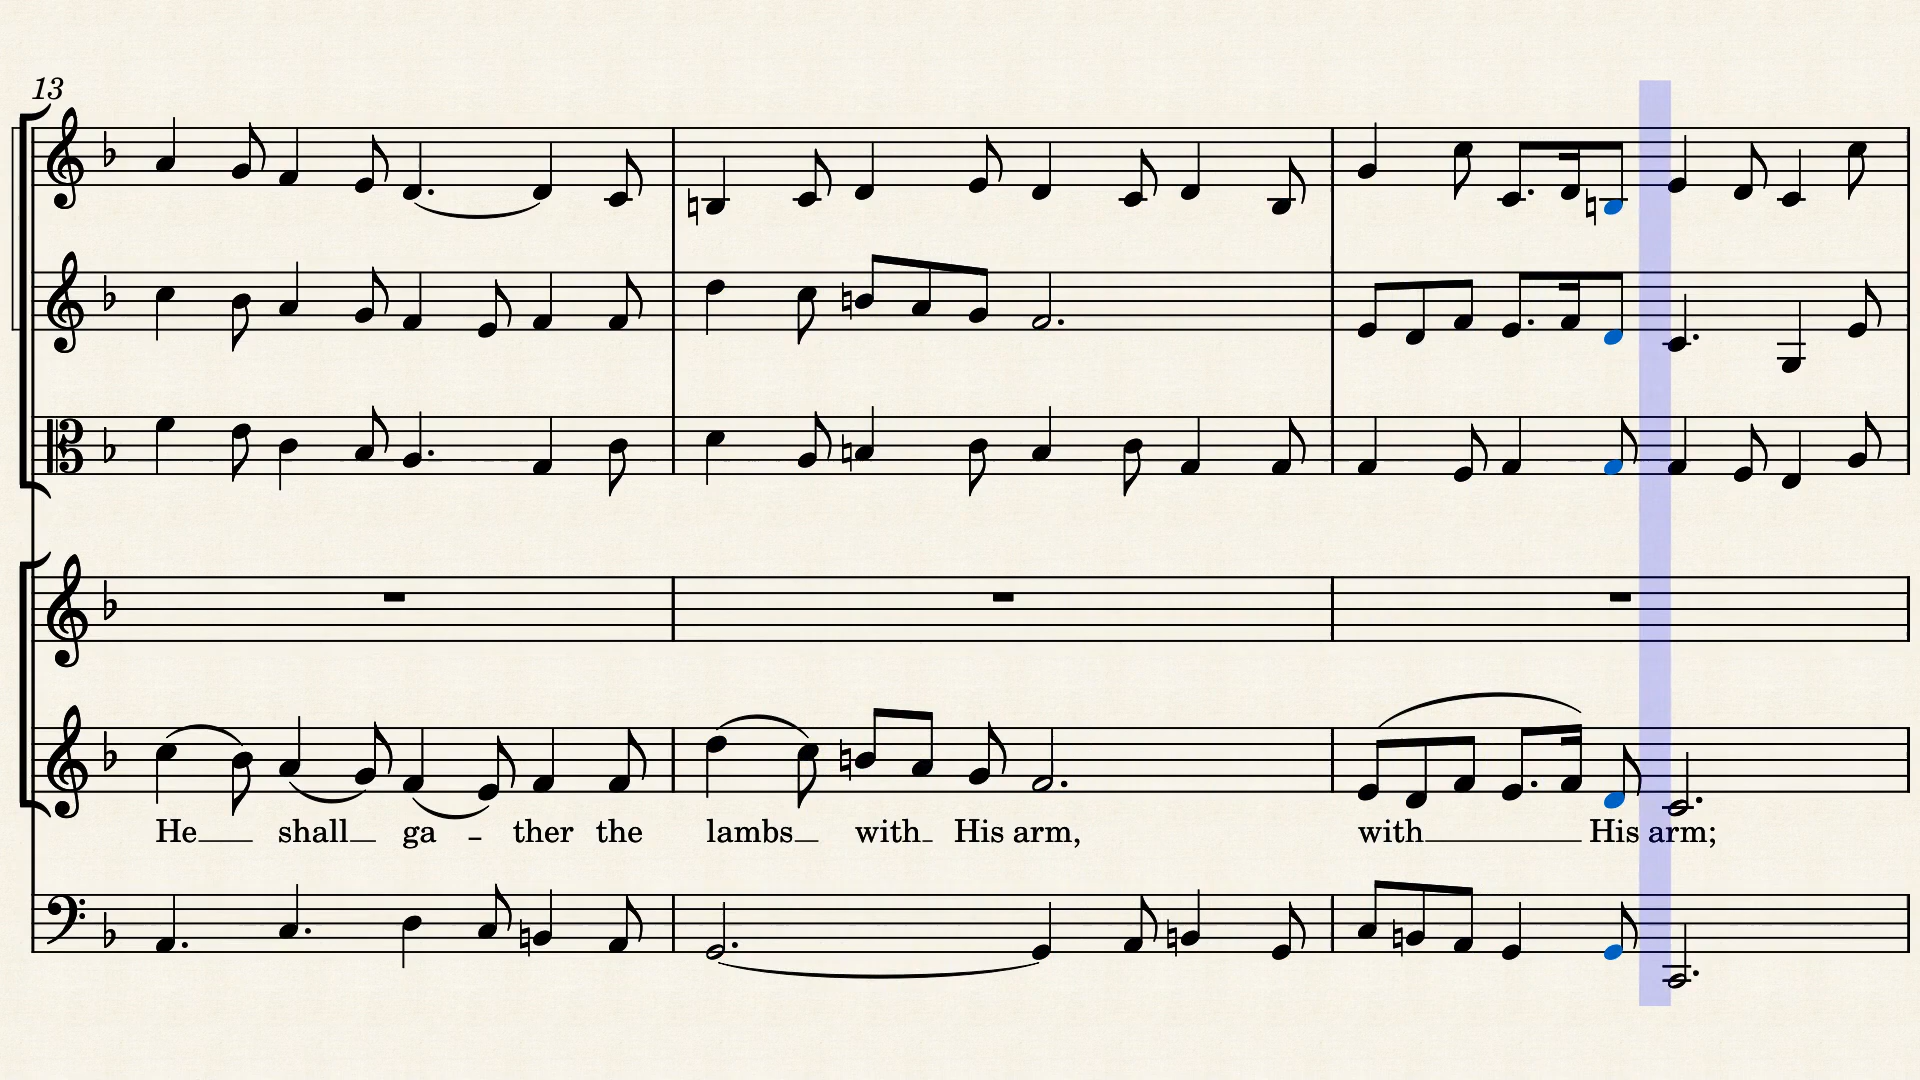 13
He shall ga - ther the lambs with His arm, with His arm;